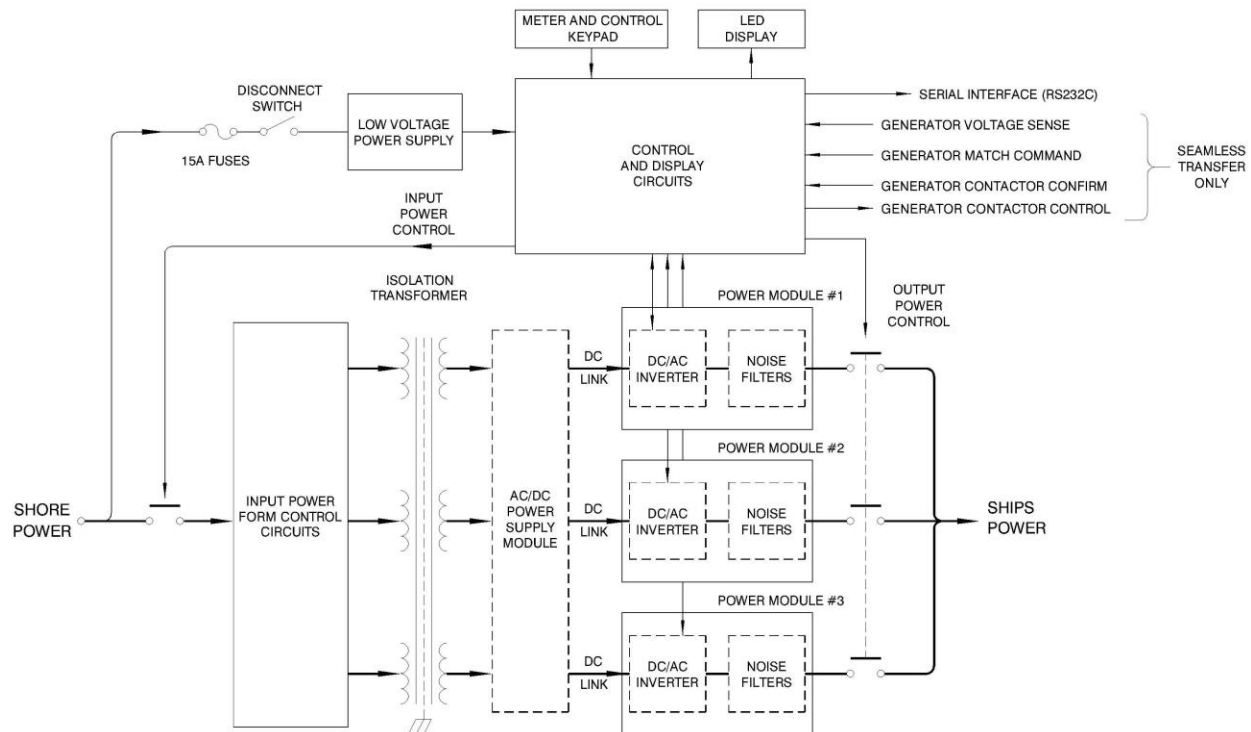 METER AND CONTROL
KEYPAD
LED
DISPLAY
DISCONNECT
SWITCH
15A FUSES
LOW VOLTAGE
POWER SUPPLY
CONTROL
AND DISPLAY
CIRCUITS
SERIAL INTERFACE (RS232C)
GENERATOR VOLTAGE SENSE
GENERATOR MATCH COMMAND
GENERATOR CONTACTOR CONFIRM
GENERATOR CONTACTOR CONTROL
SEAMLESS
TRANSFER
ONLY
INPUT
POWER
CONTROL
ISOLATION
TRANSFORMER
OUTPUT
POWER
CONTROL
SHORE
POWER
INPUT POWER
FORM CONTROL
CIRCUITS
AC/DC
POWER
SUPPLY
MODULE
POWER MODULE #1
DC
LINK
DC/AC
INVERTER
NOISE
FILTERS
POWER MODULE #2
DC
LINK
DC/AC
INVERTER
NOISE
FILTERS
POWER MODULE #3
DC
LINK
DC/AC
INVERTER
NOISE
FILTERS
SHIPS
POWER